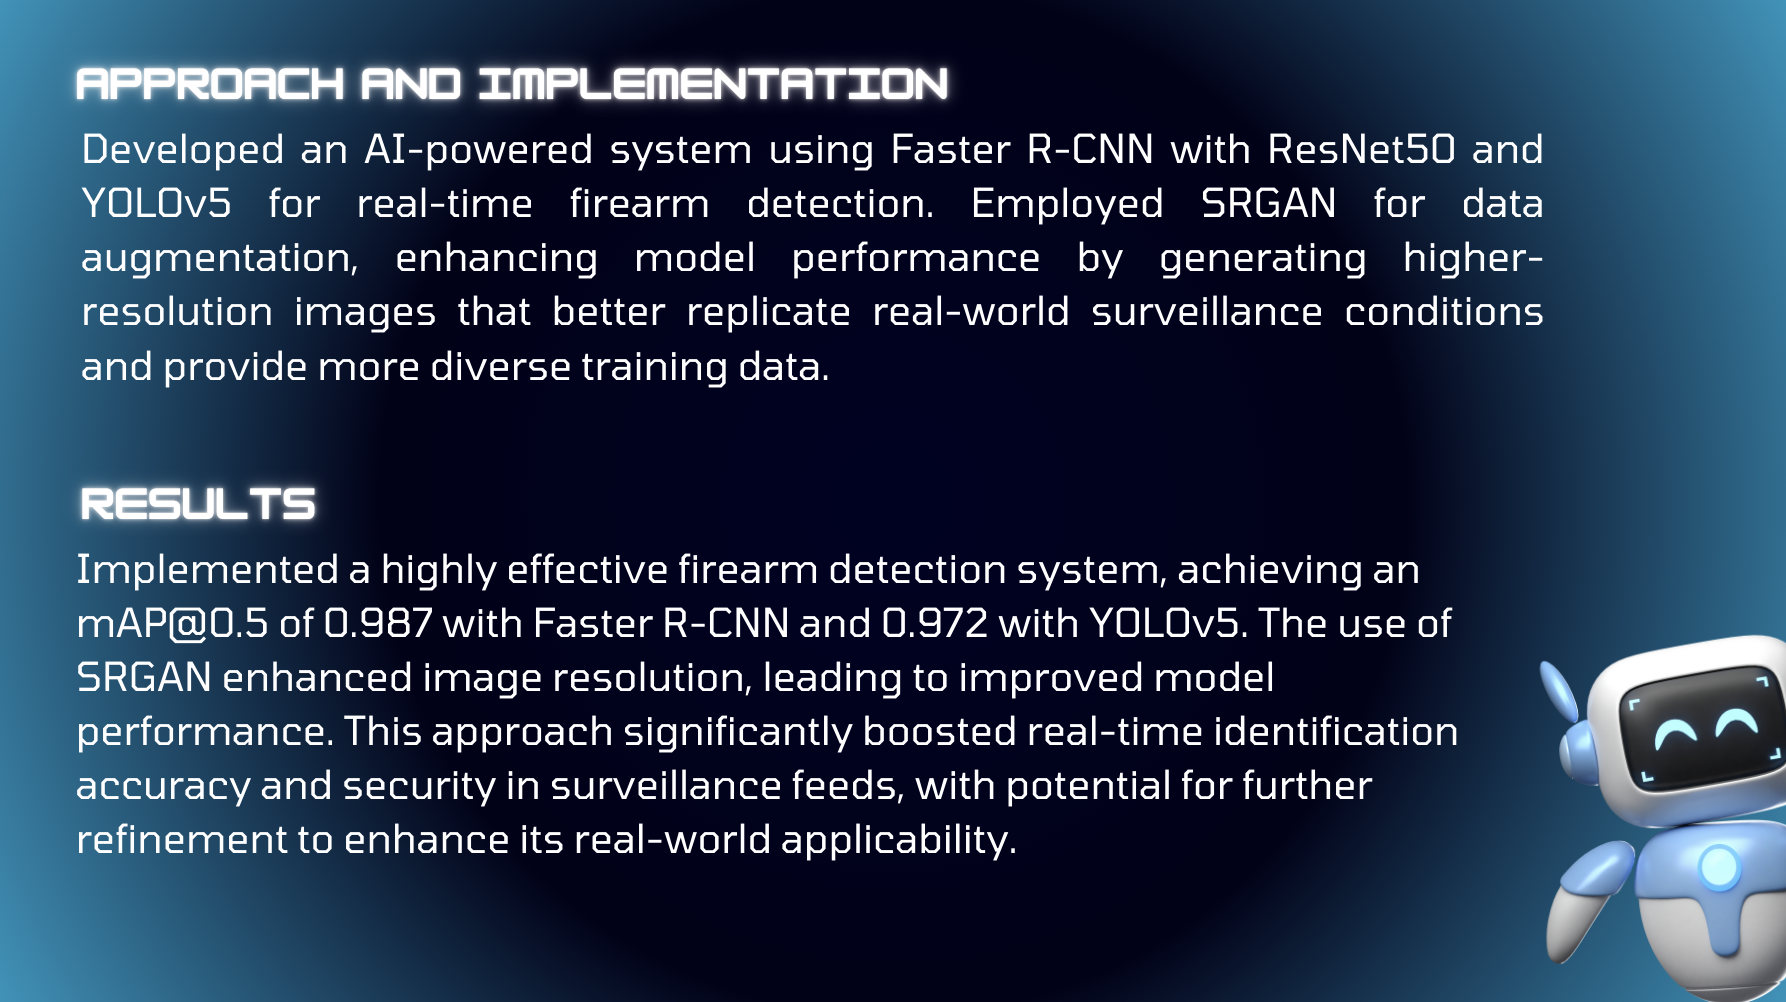 APPROACH AND IMPLEMENTATION
Developed an AI-powered system using Faster R-CNN with ResNet50 and
YOLOv5 for real-time firearm detection. Employed SRGAN for data
augmentation, enhancing model performance by generating higher-
resolution images that better replicate real-world surveillance conditions
and provide more diverse training data.
RESULTS
Implemented a highly effective firearm detection system, achieving an
mAP@0.5 of 0.987 with Faster R-CNN and 0.972 with YOLOv5. The use of
SRGAN enhanced image resolution, leading to improved model
performance. This approach significantly boosted real-time identification
accuracy and security in surveillance feeds, with potential for further
refinement to enhance its real-world applicability.